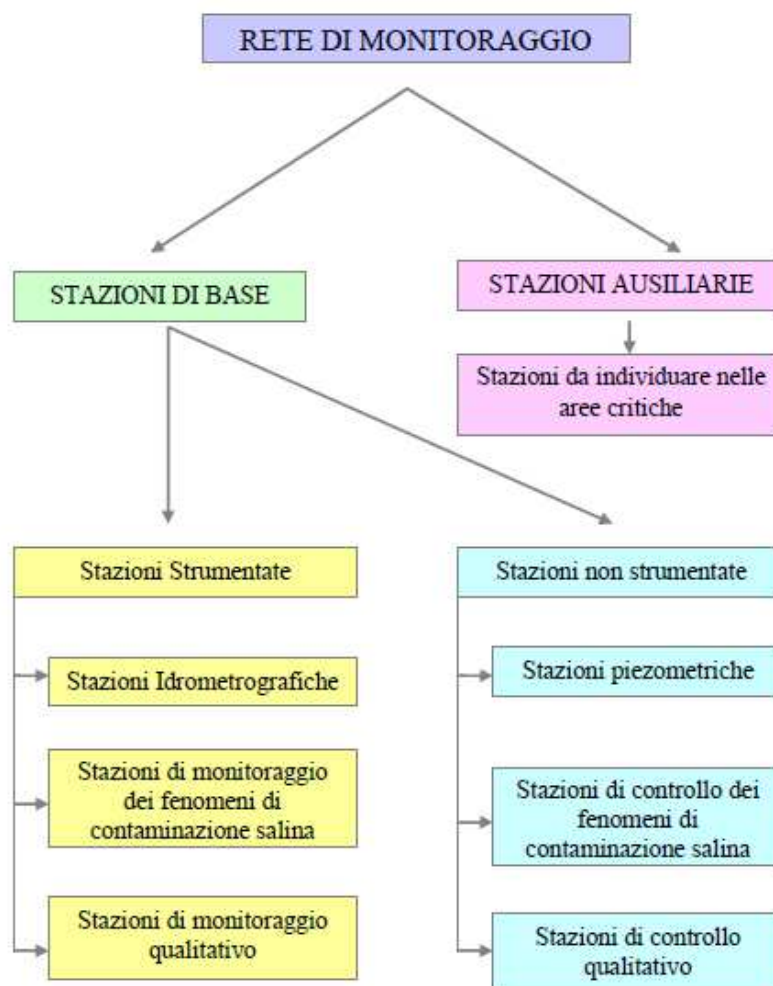 RETE DI MONITORAGGIO
STAZIONI DI BASE
STAZIONI AUSILIARIE
Stazioni da individuare nelle
aree critiche
Stazioni Strumentate
Stazioni non strumentate
Stazioni Idrometrografiche
Stazioni piezometriche
Stazioni di monitoraggio
dei fenomeni di
contaminazione salina
Stazioni di controllo dei
fenomeni di
contaminazione salina
Stazioni di monitoraggio
qualitativo
Stazioni di controllo
qualitativo